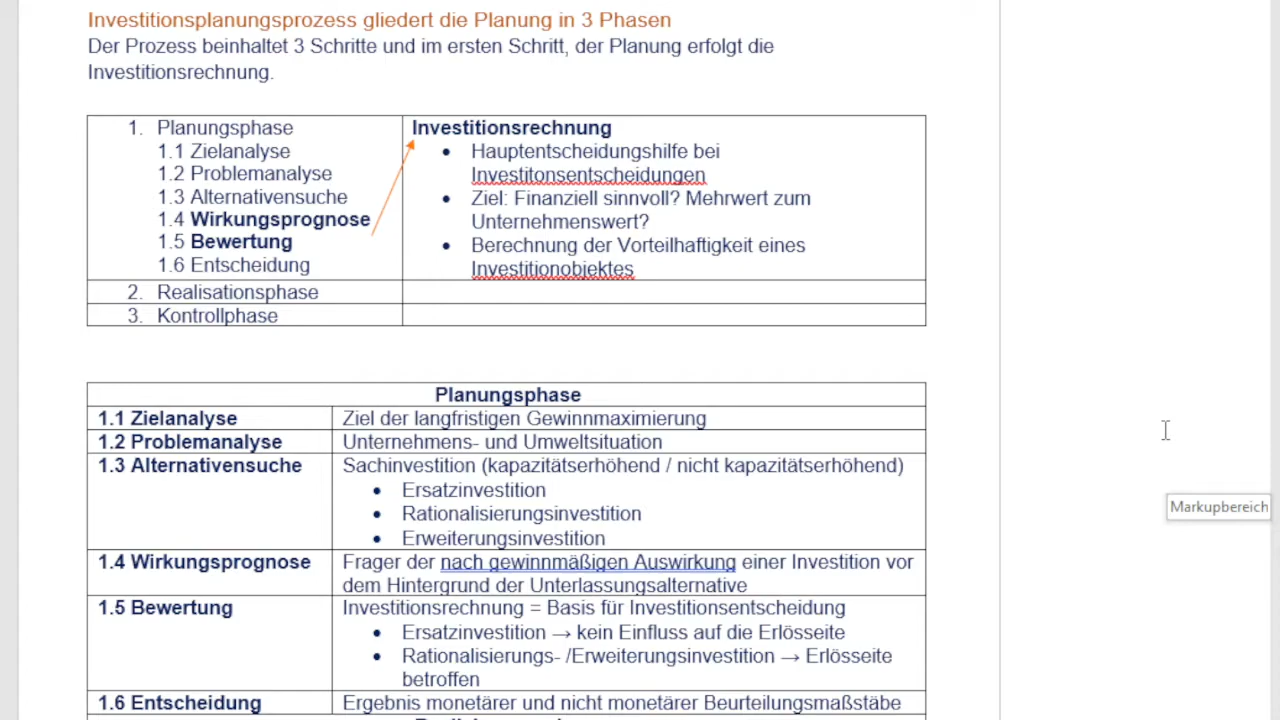 Investitionsplanungsprozess gliedert die Planung in 3 Phasen
Der Prozess beinhaltet 3 Schritte und im ersten Schritt, der Planung erfolgt die
Investitionsrechnung.
1. Planungsphase
1.1 Zielanalyse
1.2 Problemanalyse
1.3 Alternativensuche
1.4 Wirkungsprognose
1.5 Bewertung
1.6 Entscheidung
Investitionsrechnung
• Hauptentscheidungshilfe bei
Investitonsentscheidungen
• Ziel: Finanziell sinnvoll? Mehrwert zum
Unternehmenswert?
• Berechnung der Vorteilhaftigkeit eines
Investitionobjektes
2. Realisationsphase
3. Kontrollphase
Planungsphase
1.1 Zielanalyse
Ziel der langfristigen Gewinnmaximierung
1.2 Problemanalyse
Unternehmens- und Umweltsituation
1.3 Alternativensuche
Sachinvestition (kapazitätserhöhend / nicht kapazitätserhöhend)
• Ersatzinvestition
• Rationalisierungsinvestition
• Erweiterungsinvestition
1.4 Wirkungsprognose
Frager der nach gewinnmäßigen Auswirkung einer Investition vor
dem Hintergrund der Unterlassungsalternative
1.5 Bewertung
Investitionsrechnung = Basis für Investitionsentscheidung
• Ersatzinvestition → kein Einfluss auf die Erlösseite
• Rationalisierungs- /Erweiterungsinvestition → Erlösseite
betroffen
1.6 Entscheidung
Ergebnis monetärer und nicht monetärer Beurteilungsmaßstäbe
Markupbereich